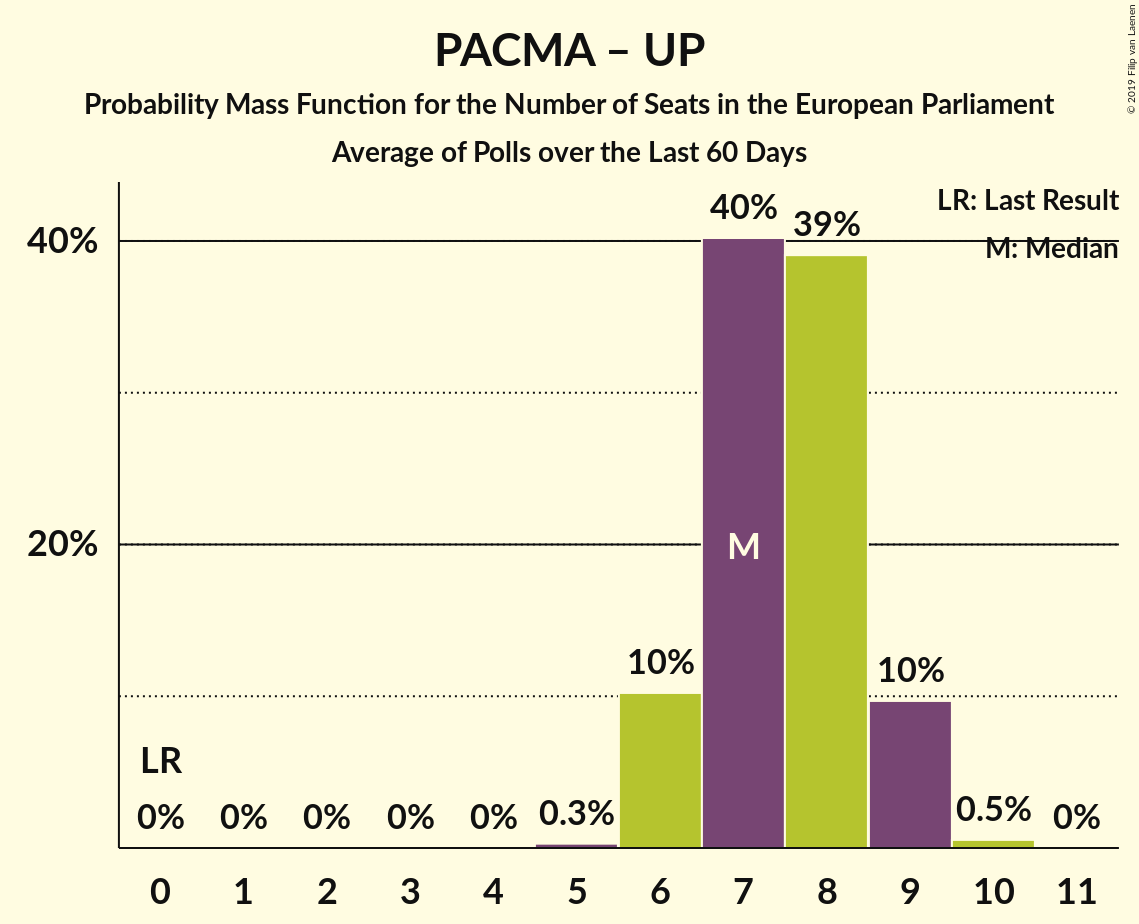 PACMA – UP
Probability Mass Function for the Number of Seats in the European Parliament
Average of Polls over the Last 60 Days
© 2019 Filip van Laenen
LR: Last Result
M: Median
40%
20%
40%
39%
M
10%
10%
LR
0%
0%
0%
0%
0%
0.3%
0.5%
0%
0 1 2 3 4 5 6 7 8 9 10 11